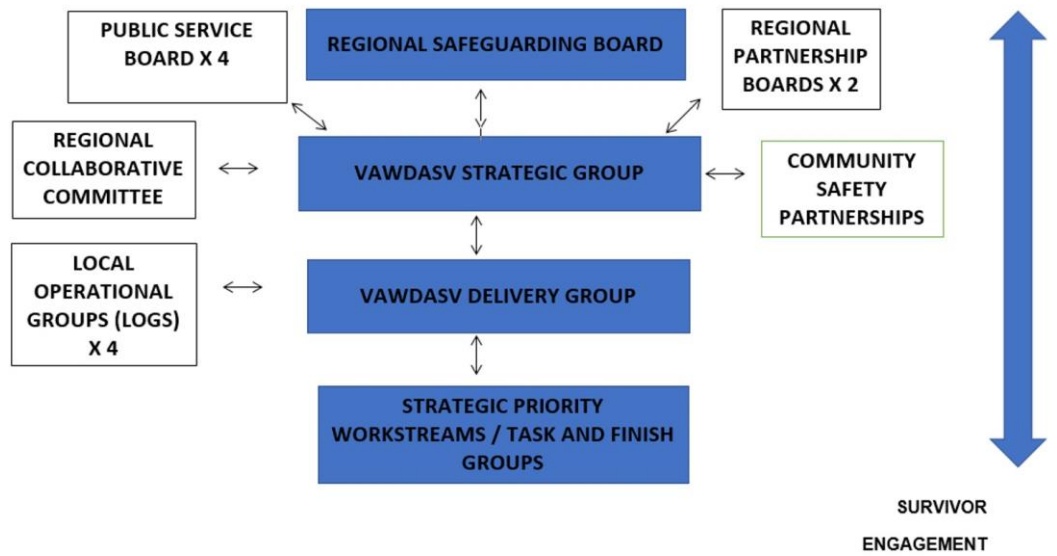 PUBLIC SERVICE
BOARD X 4
REGIONAL SAFEGUARDING BOARD
REGIONAL
PARTNERSHIP
BOARDS X 2
REGIONAL
COLLABORATIVE
COMMITTEE
VAWDASV STRATEGIC GROUP
COMMUNITY
SAFETY
PARTNERSHIPS
LOCAL
OPERATIONAL
GROUPS (LOGS)
X 4
VAWDASV DELIVERY GROUP
STRATEGIC PRIORITY
WORKSTREAMS / TASK AND FINISH
GROUPS
SURVIVOR
ENGAGEMENT